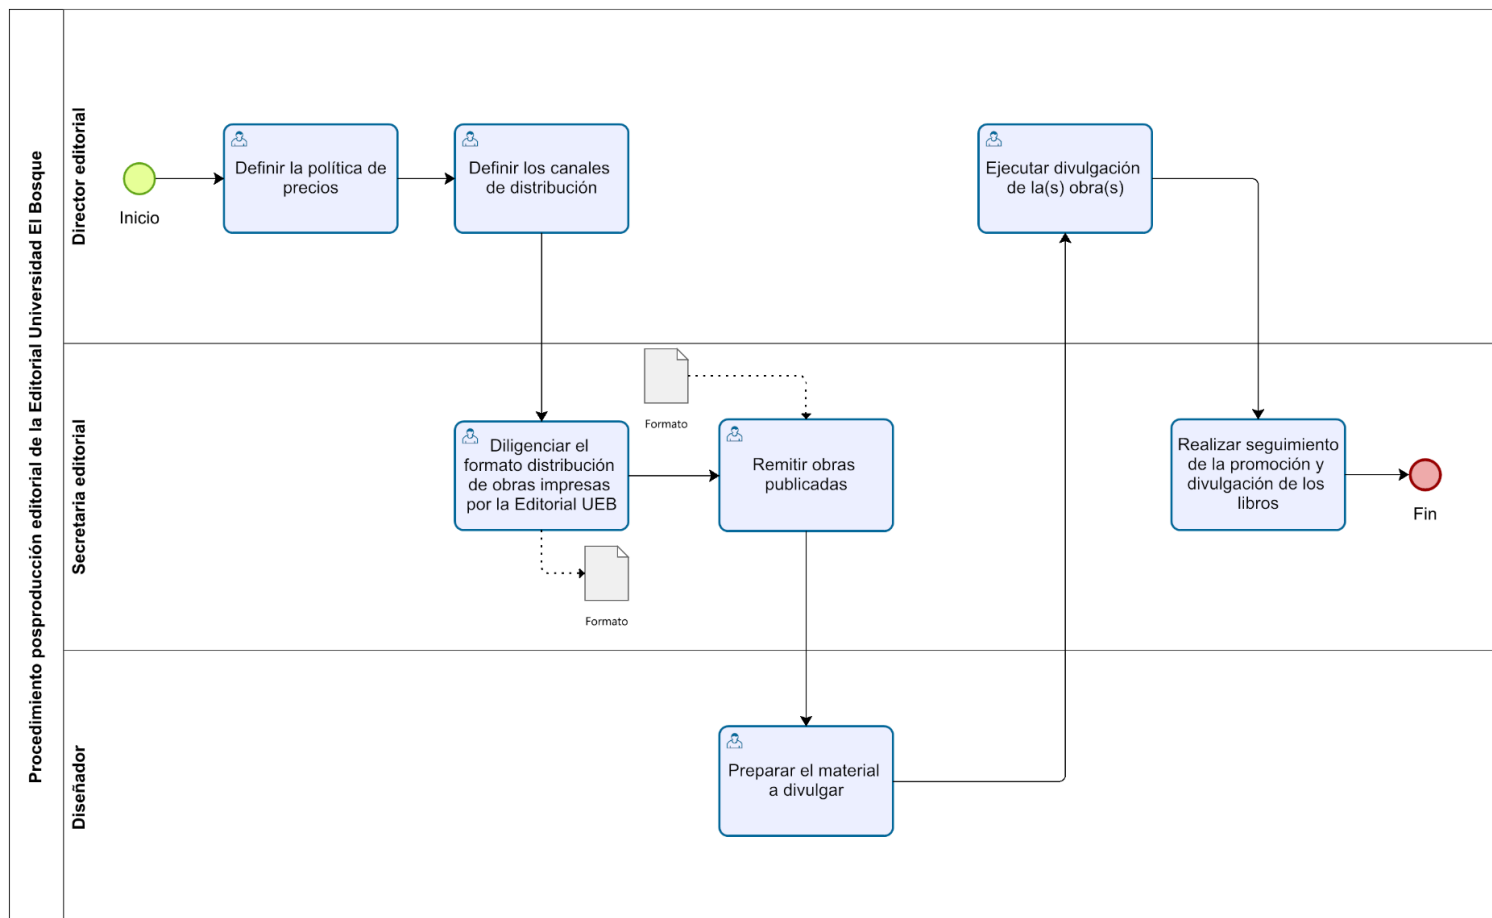 Procedimiento posproducción editorial de la Editorial Universidad El Bosque
Director editorial
Inicio
Definir la política de
precios
Definir los canales
de distribución
Ejecutar divulgación
de la(s) obra(s)
Secretaria editorial
Diligenciar el
formato distribución
de obras impresas
por la Editorial UEB
Formato
Formato
Remitir obras
publicadas
Realizar seguimiento
de la promoción y
divulgación de los
libros
Fin
Diseñador
Preparar el material
a divulgar